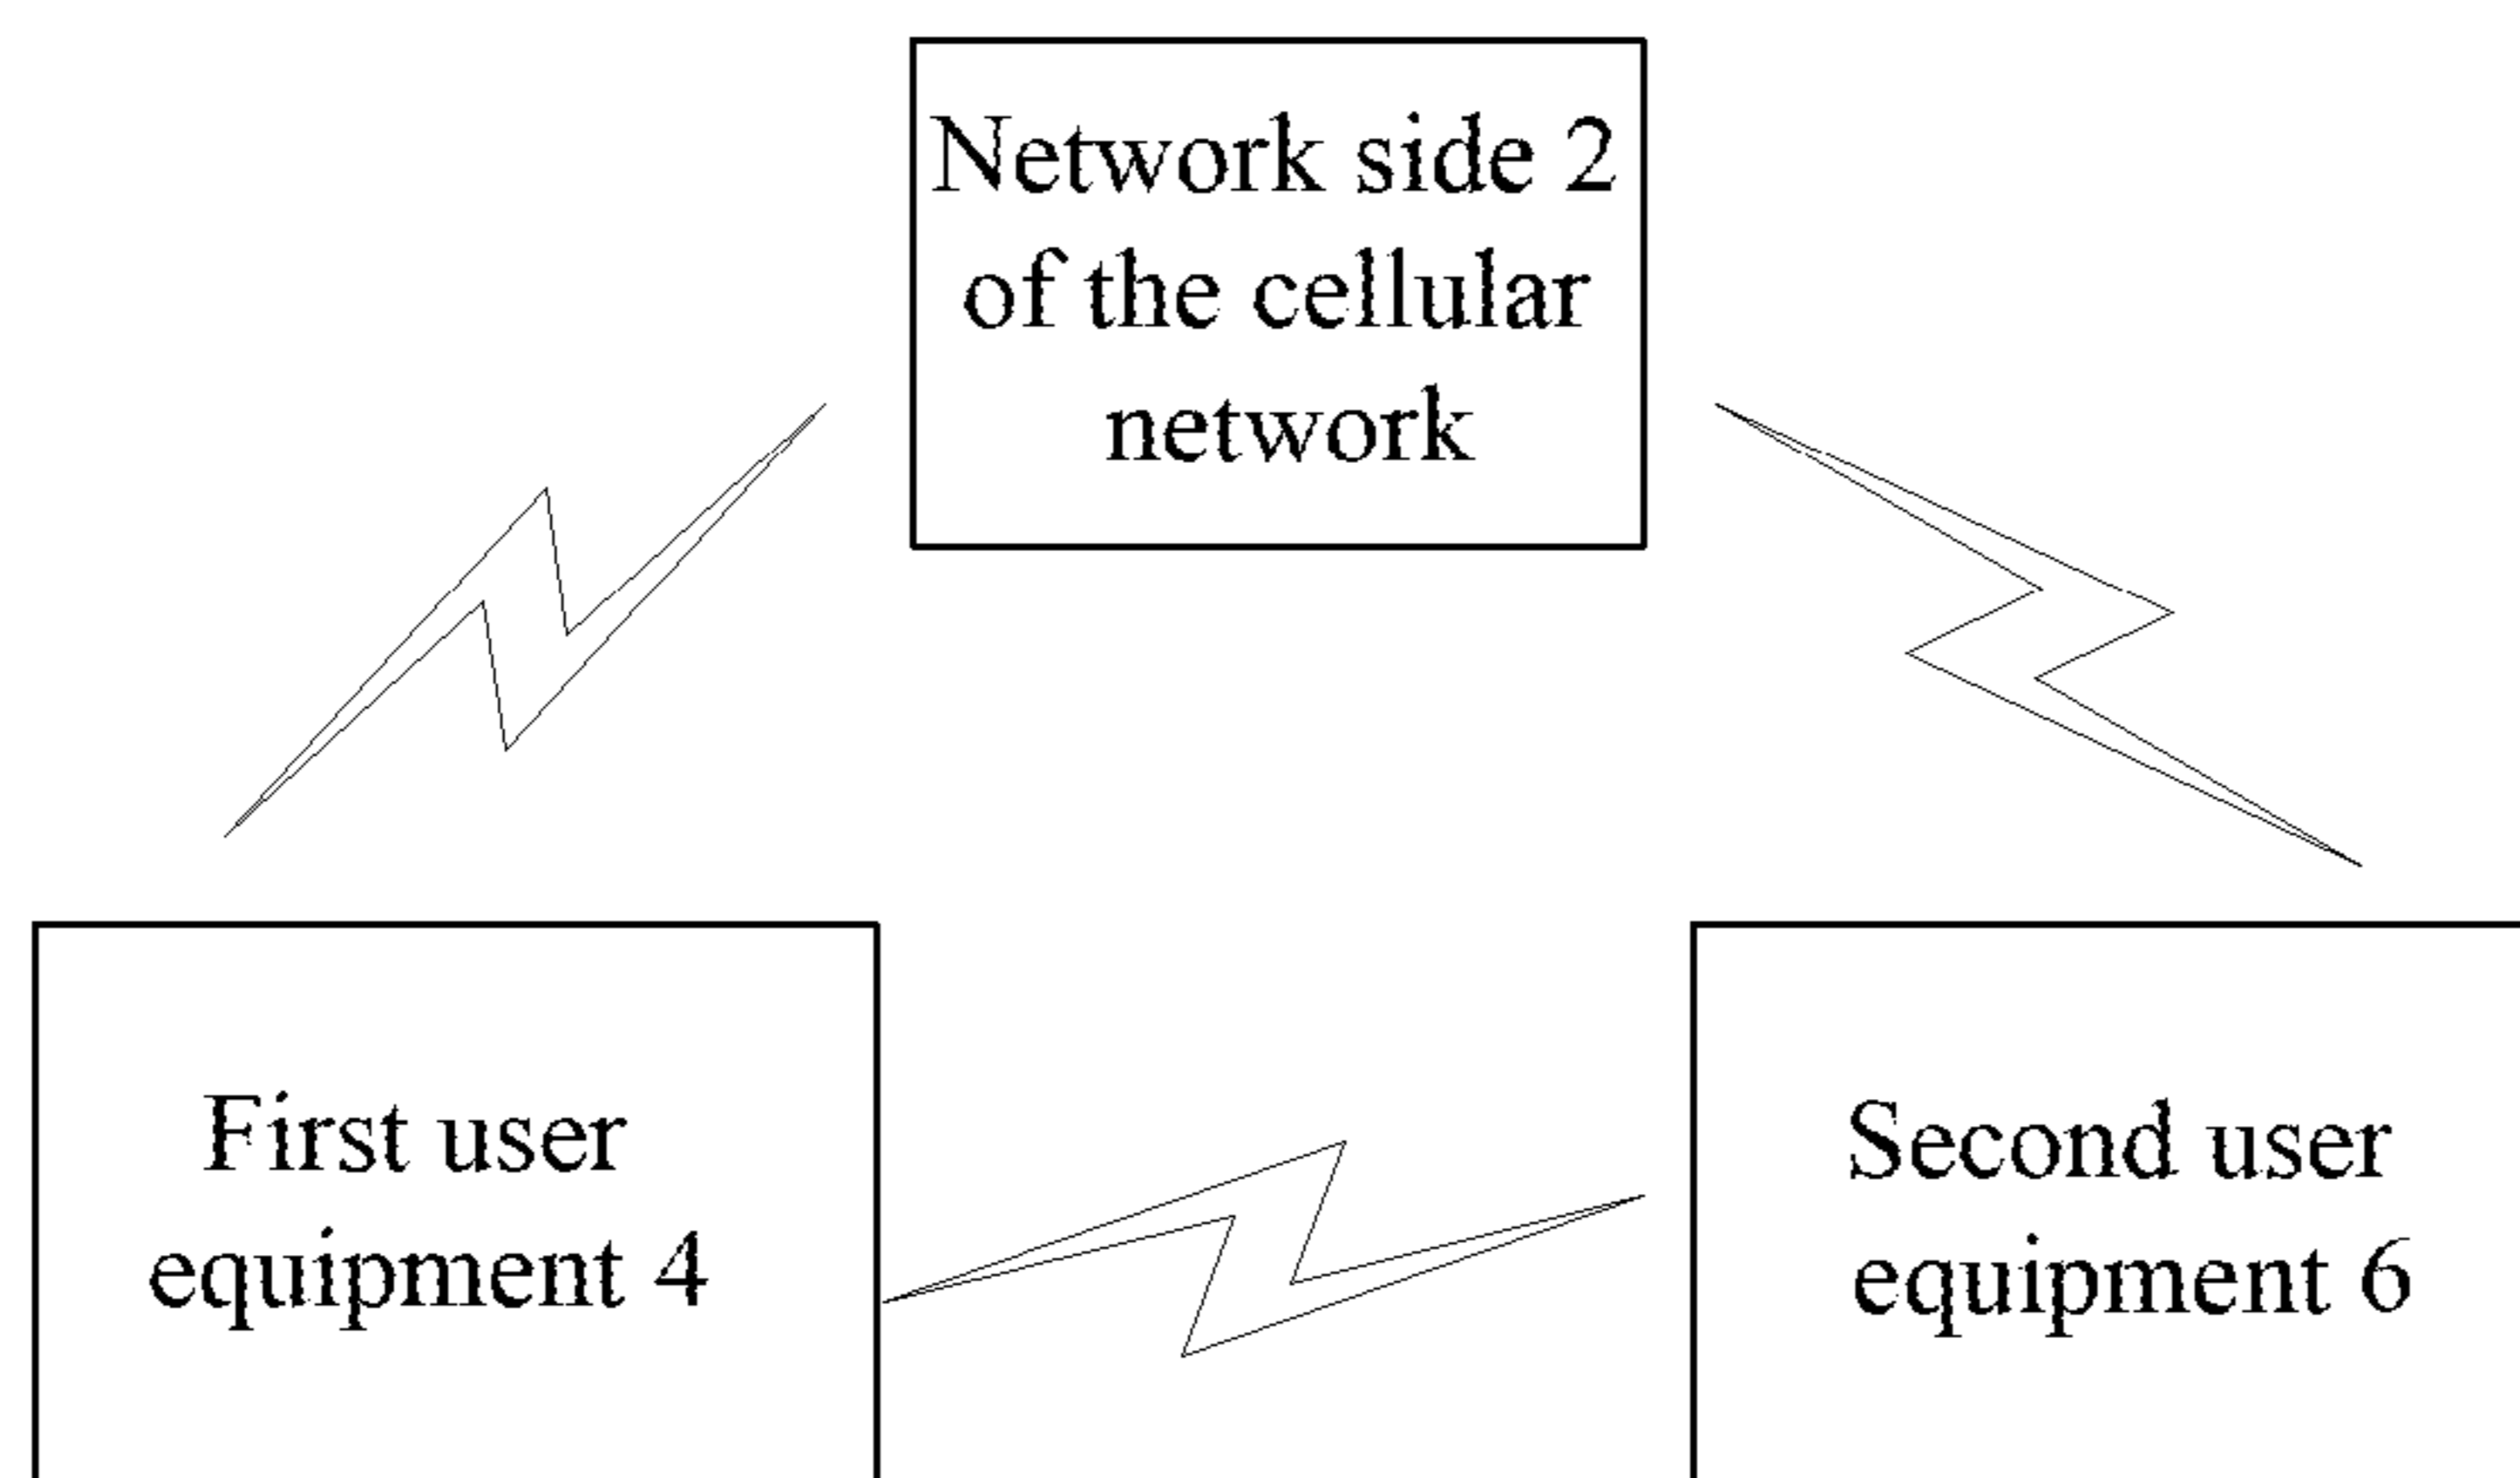 Network side 2
of the cellular
network
First user
equipment 4
Second user
equipment 6